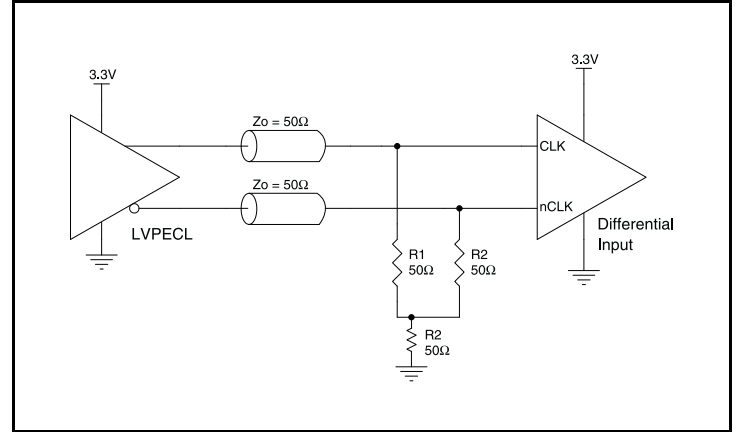 3.3V
3.3V
Zo = 50Ω
CLK
Zo = 50Ω
nCLK
LVPECL
Differential
Input
R1
50Ω
R2
50Ω
R2
50Ω